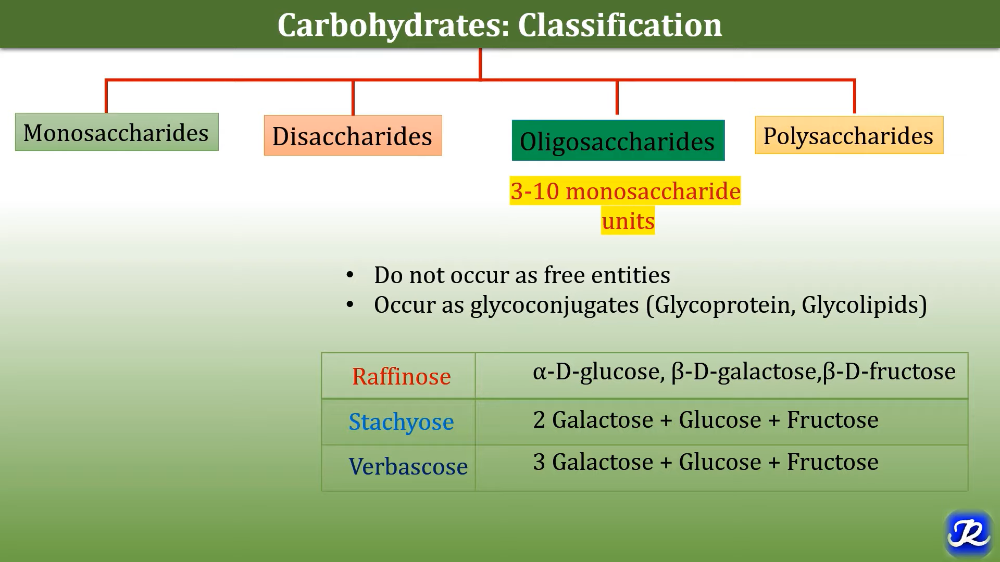 Carbohydrates: Classification
Monosaccharides
Disaccharides
Oligosaccharides
Polysaccharides
3-10 monosaccharide
units
• Do not occur as free entities
• Occur as glycoconjugates (Glycoprotein, Glycolipids)
Raffinose α-D-glucose, β-D-galactose,β-D-fructose
Stachyose 2 Galactose + Glucose + Fructose
Verbascose 3 Galactose + Glucose + Fructose
JR